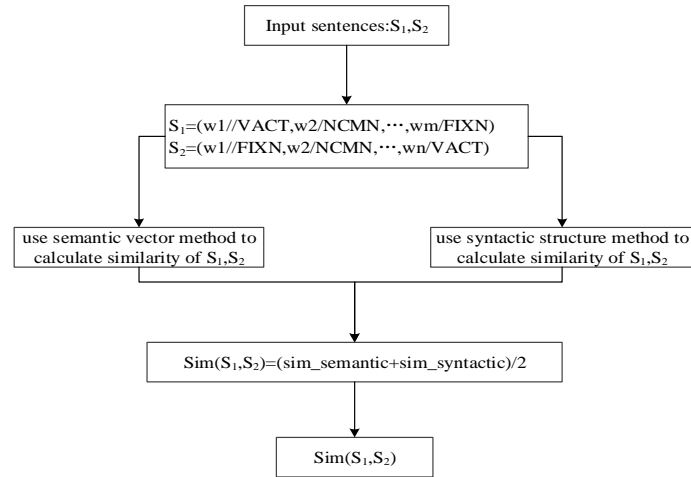 Input sentences:S₁,S₂
S₁=(w1//VACT,w2/NCMN,⋯,wm/FIXN)
S₂=(w1//FIXN,w2/NCMN,⋯,wn/VACT)
use semantic vector method to
calculate similarity of S₁,S₂
use syntactic structure method to
calculate similarity of S₁,S₂
Sim(S₁,S₂)=(sim_semantic+sim_syntactic)/2
Sim(S₁,S₂)